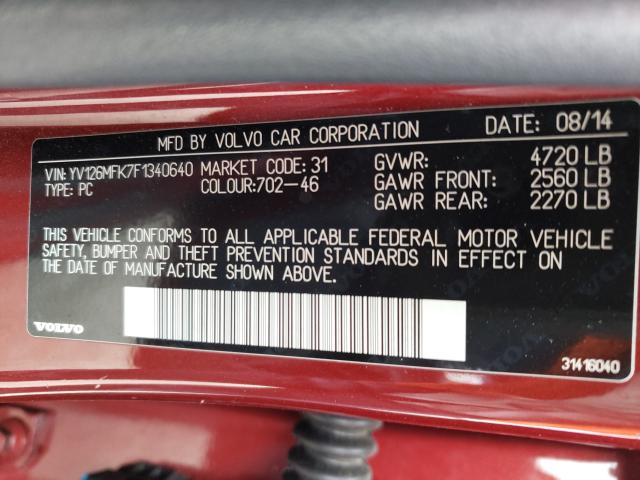 MFD BY VOLVO CAR CORPORATION DATE: 08/14
VIN: YV126MFK7F1340640 MARKET CODE: 31 GVWR: 4720 LB
TYPE: PC COLOUR:702-46 GAWR FRONT: 2560 LB
GAWR REAR: 2270 LB
THIS VEHICLE CONFORMS TO ALL APPLICABLE FEDERAL MOTOR VEHICLE
SAFETY, BUMPER AND THEFT PREVENTION STANDARDS IN EFFECT ON
THE DATE OF MANUFACTURE SHOWN ABOVE.
VOLVO
31416040